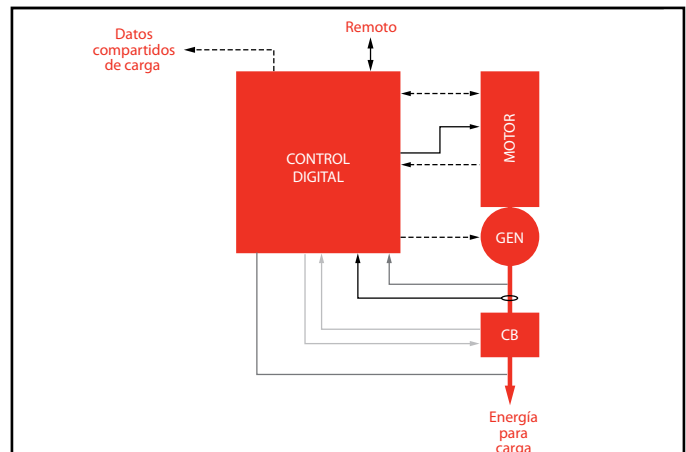 Remoto
Datos
compartidos
de carga
CONTROL
DIGITAL
MOTOR
GEN
CB
Energía
para
carga